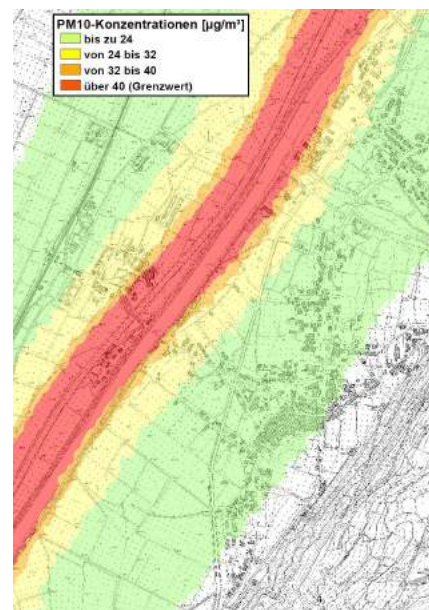 PM10-Konzentrationen [µg/m³]
bis zu 24
von 24 bis 32
von 32 bis 40
über 40 (Grenzwert)